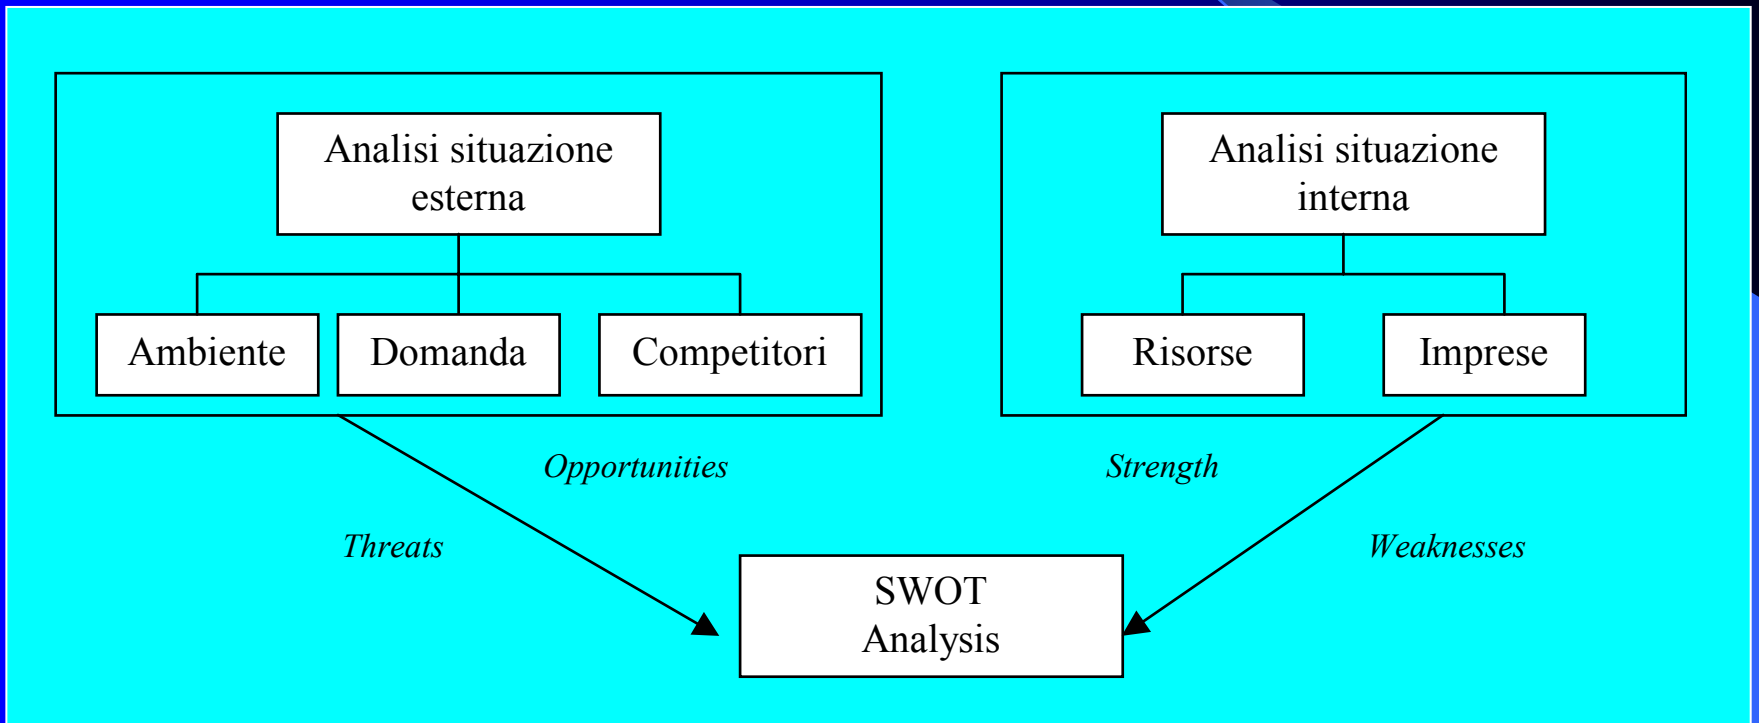 Analisi situazione
esterna
Analisi situazione
interna
Ambiente
Domanda
Competitori
Risorse
Imprese
Opportunities
Strength
Threats
Weaknesses
SWOT
Analysis